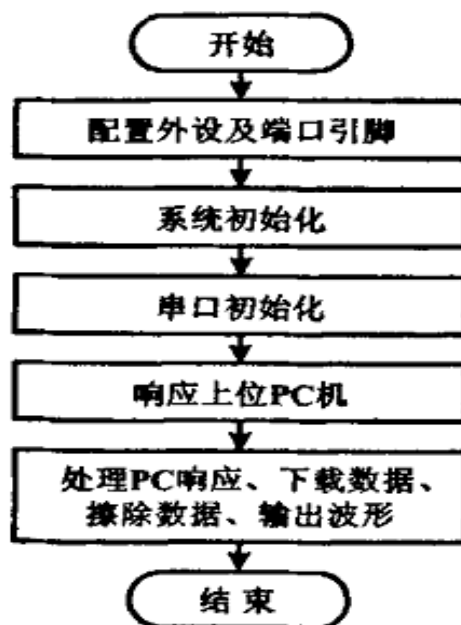 开始
配置外设及端口引脚
系统初始化
串口初始化
响应上位PC机
处理PC响应、下载数据、
擦除数据、输出波形
结束